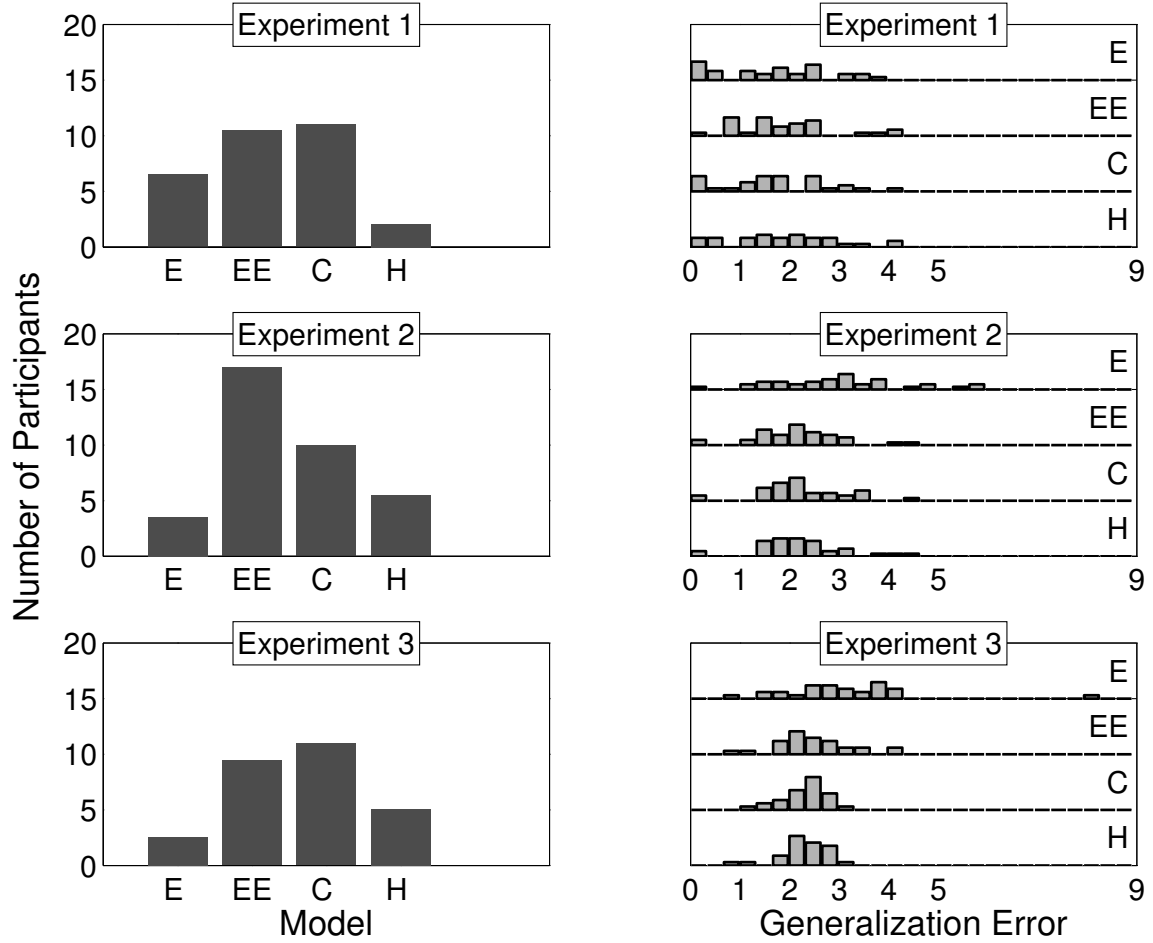 Number of Participants
Experiment 1
20
15
10
5
0
E EE C H
Experiment 2
20
15
10
5
0
E EE C H
Experiment 3
20
15
10
5
0
E EE C H
Model
Experiment 1
E
EE
C
H
0 1 2 3 4 5 9
Experiment 2
E
EE
C
H
0 1 2 3 4 5 9
Experiment 3
E
EE
C
H
0 1 2 3 4 5 9
Generalization Error